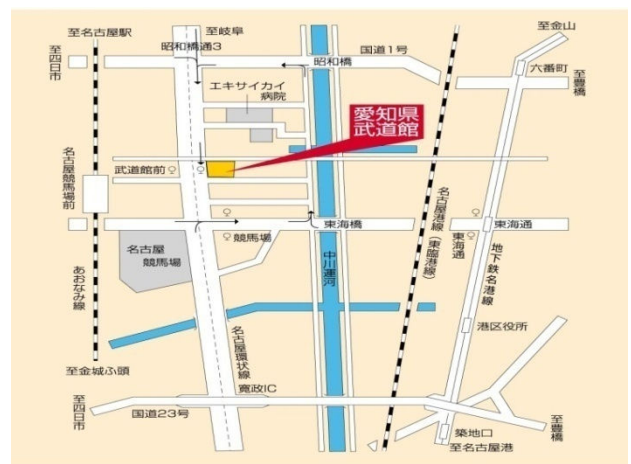 至名古屋駅
至岐阜
至金山
至四日市
昭和橋通3
昭和橋
国道1号
六番町
至豊橋
エキサイカイ
病院
愛知県
武道館
武道館前
名古屋競馬場前
名古屋港線
(東臨港線)
東海橋
東海通
東海通
競馬場
名古屋
競馬場
中川運河
地下鉄名港線
あおなみ線
港区役所
名古屋環状線
至金城ふ頭
寛政IC
至四日市
国道23号
至豊橋
築地口
至名古屋港